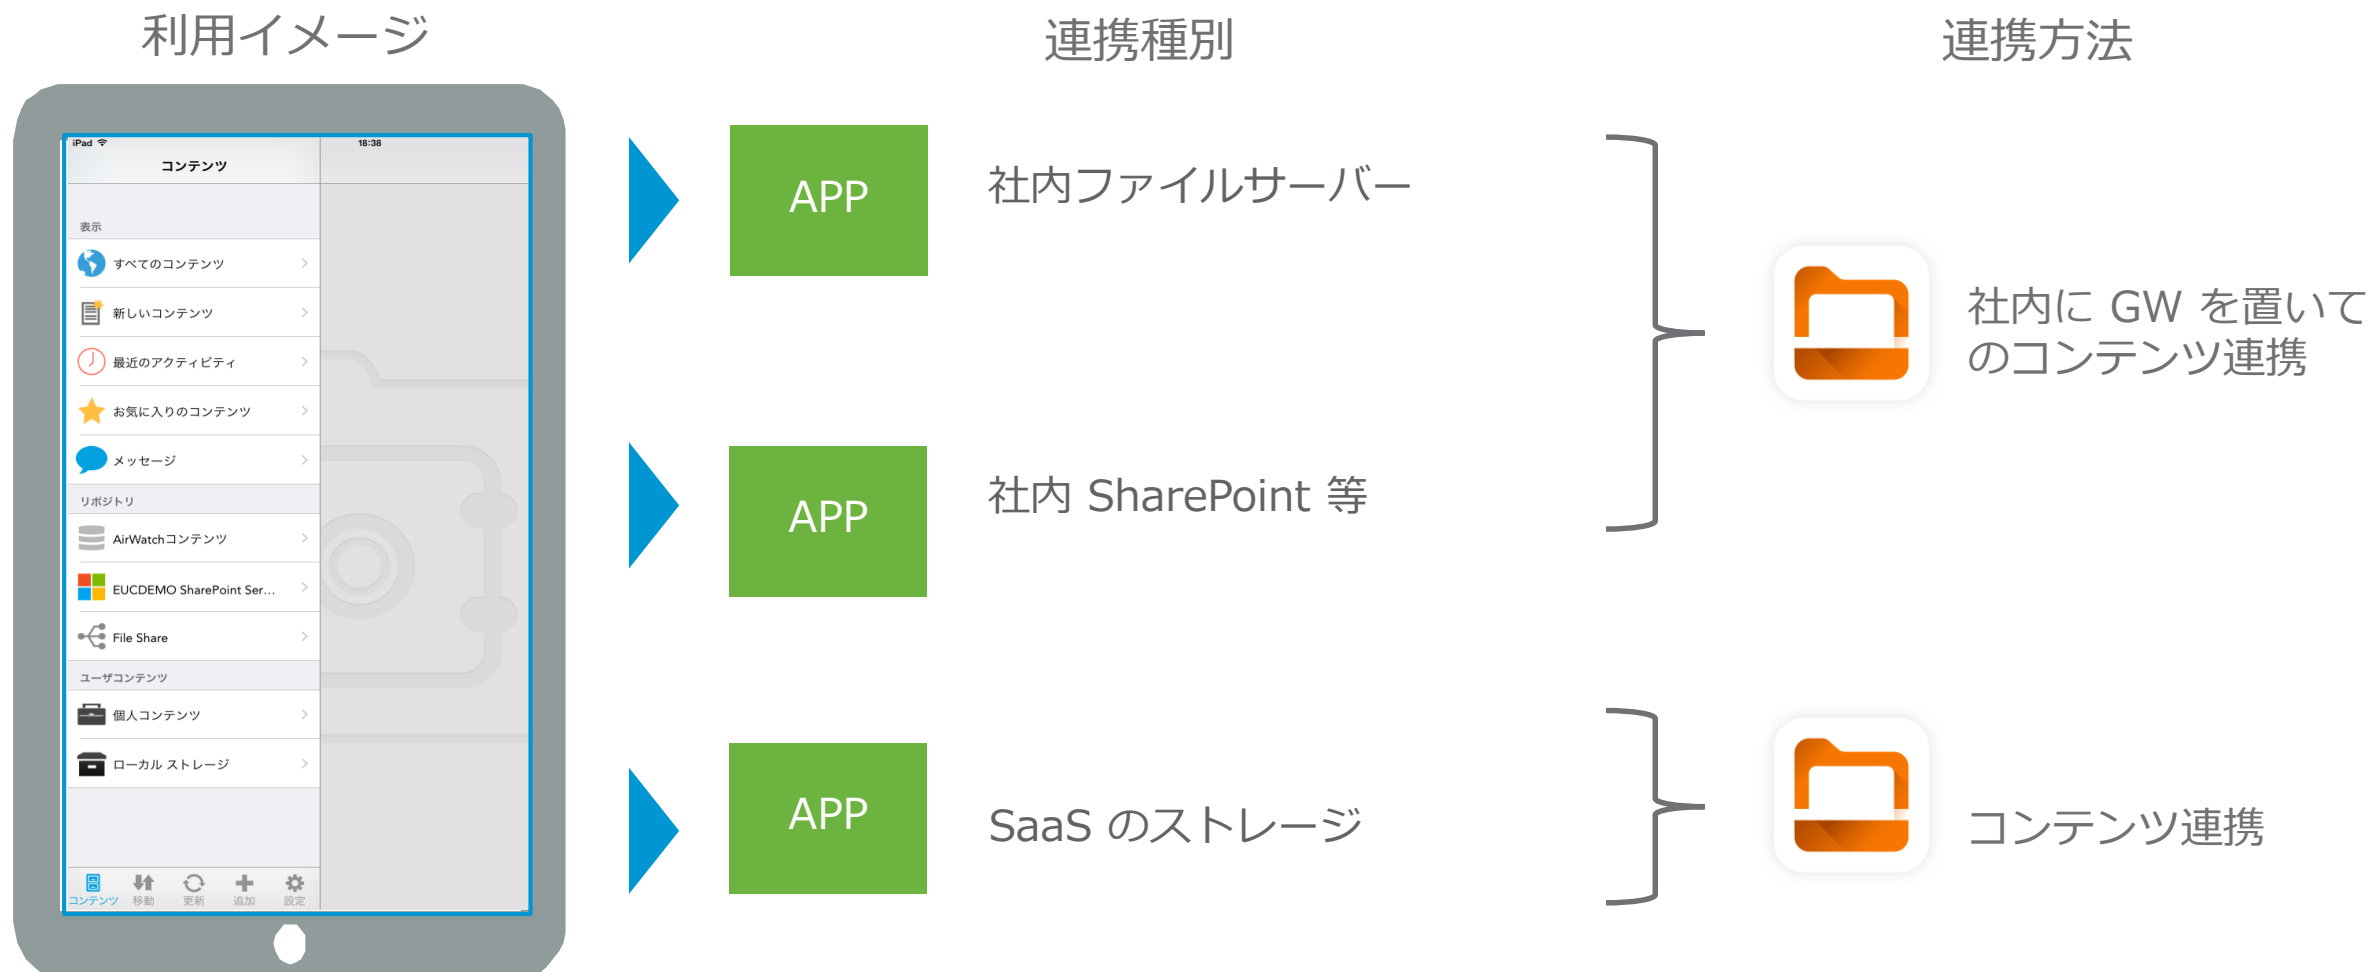 利用イメージ
連携種別
連携方法
iPad
18:38
コンテンツ
表示
すべてのコンテンツ
新しいコンテンツ
最近のアクティビティ
お気に入りのコンテンツ
メッセージ
リポジトリ
AirWatchコンテンツ
EUCDEMO SharePoint Ser...
File Share
ユーザコンテンツ
個人コンテンツ
ローカル ストレージ
コンテンツ
移動
更新
追加
設定
APP
社内ファイルサーバー
APP
社内 SharePoint 等
APP
SaaS のストレージ
社内に GW を置いて
のコンテンツ連携
コンテンツ連携